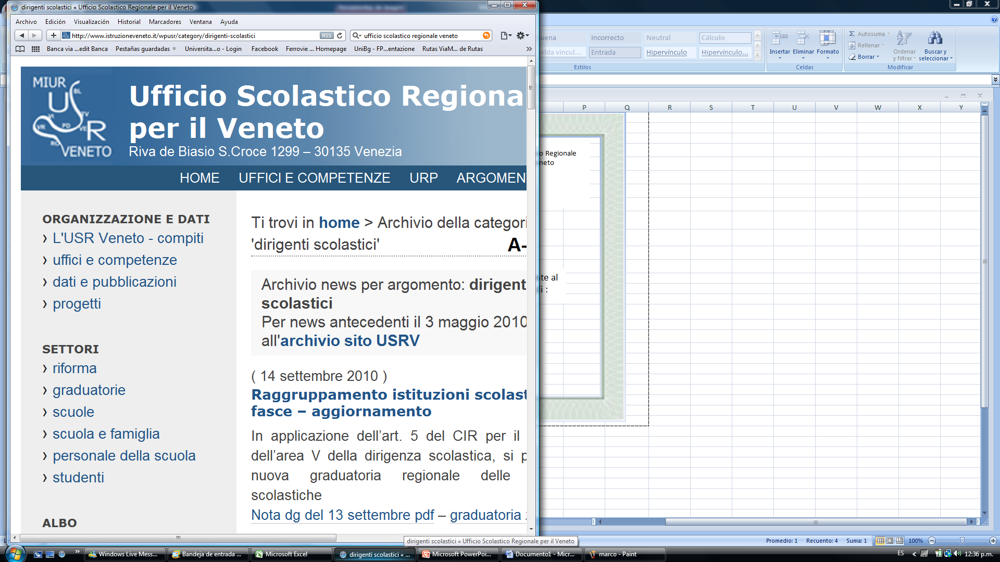 dirigenti scolastici « Ufficio Scolastico Regionale per il Veneto
Archivo Edición Visualización Historial Marcadores Ventana Ayuda
http://www.istruzioneveneto.it/wpusr/category/dirigenti-scolastici RSS
ufficio scolastico regionale veneto
Banca via ...edit Banca Pestañas guardadas Universita...o - Login Facebook Ferrovie ... Homepage UniBg - FP...entazione Rutas ViaM... de Rutas »
MIUR
USR
BL
TV
VI
VR
PD
VE
RO
VENETO
Ufficio Scolastico Regiona
per il Veneto
Riva de Biasio S.Croce 1299 – 30135 Venezia
HOME UFFICI E COMPETENZE URP ARGOMEN
ORGANIZZAZIONE E DATI
› L'USR Veneto - compiti
› uffici e competenze
› dati e pubblicazioni
› progetti
SETTORI
› riforma
› graduatorie
› scuole
› scuola e famiglia
› personale della scuola
› studenti
ALBO
Ti trovi in home > Archivio della categori
'dirigenti scolastici'
A-
Archivio news per argomento: dirigent
scolastici
Per news antecedenti il 3 maggio 2010
all'archivio sito USRV
( 14 settembre 2010 )
Raggruppamento istituzioni scolast
fasce – aggiornamento
In applicazione dell'art. 5 del CIR per il
dell'area V della dirigenza scolastica, si p
nuova graduatoria regionale delle
scolastiche
Nota dg del 13 settembre pdf – graduatoria
uena Incorrecto Neutral Cálculo
elda vincul... Entrada Hipervínculo Hipervínculo...
Estilos
Insertar Eliminar Formato
Celdas
Σ Autosuma
Rellenar
Borrar
Ordenar
y filtrar
Buscar y
seleccionar
Modificar
P Q R S T U V W X Y
o Regionale
neto
te al
i :
Promedio: 1 Recuento: 4 Suma: 1 100%
dirigenti scolastici « Ufficio Scolastico Regionale per il Veneto
» Windows Live Mess... Bandeja de entrada ... Microsoft Excel dirigenti scolastici « ... Microsoft PowerPoi... Documento1 - Micr... marco - Paint ES 12:36 p.m.